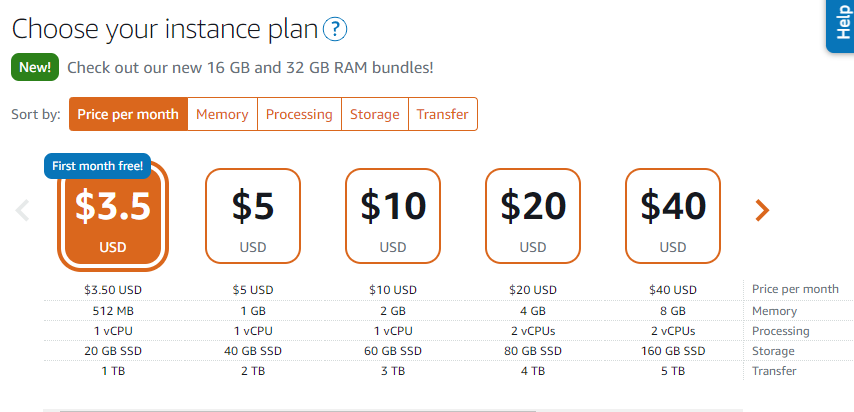 Choose your instance plan ?
Help
New! Check out our new 16 GB and 32 GB RAM bundles!
Sort by: Price per month Memory Processing Storage Transfer
First month free!
$3.5 $5 $10 $20 $40
USD USD USD USD USD
$3.50 USD $5 USD $10 USD $20 USD $40 USD Price per month
512 MB 1 GB 2 GB 4 GB 8 GB Memory
1 vCPU 1 vCPU 1 vCPU 2 vCPUs 2 vCPUs Processing
20 GB SSD 40 GB SSD 60 GB SSD 80 GB SSD 160 GB SSD Storage
1 TB 2 TB 3 TB 4 TB 5 TB Transfer